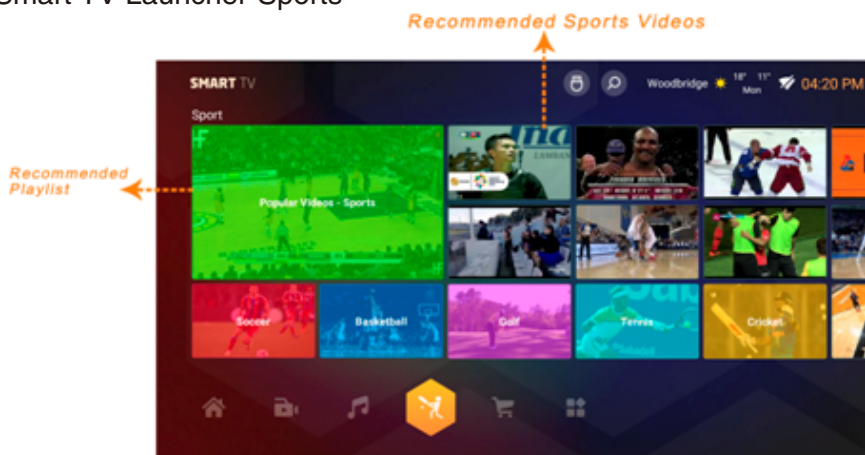 Smart TV Launcher Sports
Recommended Sports Videos
SMART TV
Woodbridge
18° 11°
Mon
04:20 PM
Sport
Recommended
Playlist
Popular Videos - Sports
Soccer
Basketball
Golf
Tennis
Cricket